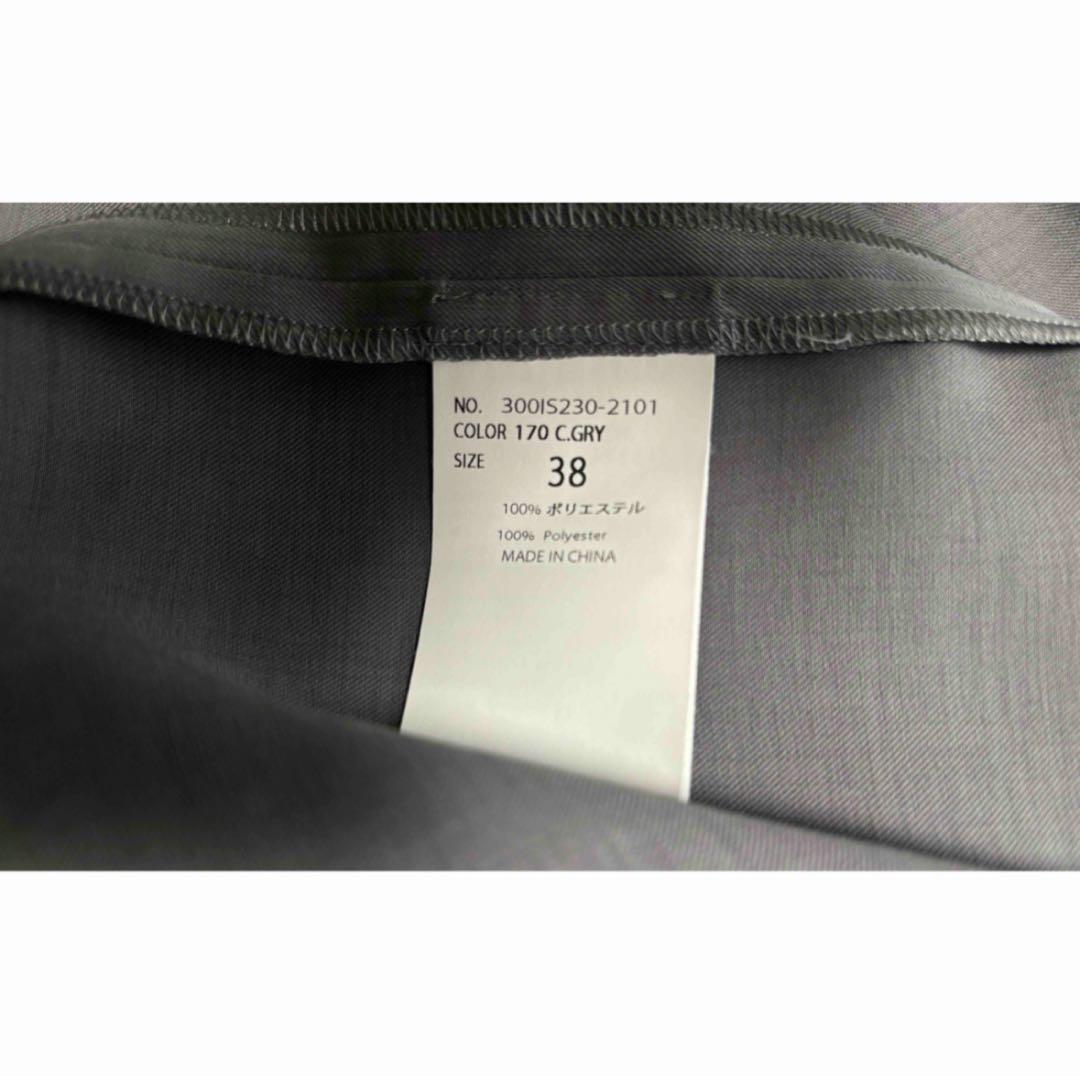 NO. 300IS230-2101
COLOR 170 C.GRY
SIZE 38
100% ポリエステル
100% Polyester
MADE IN CHINA